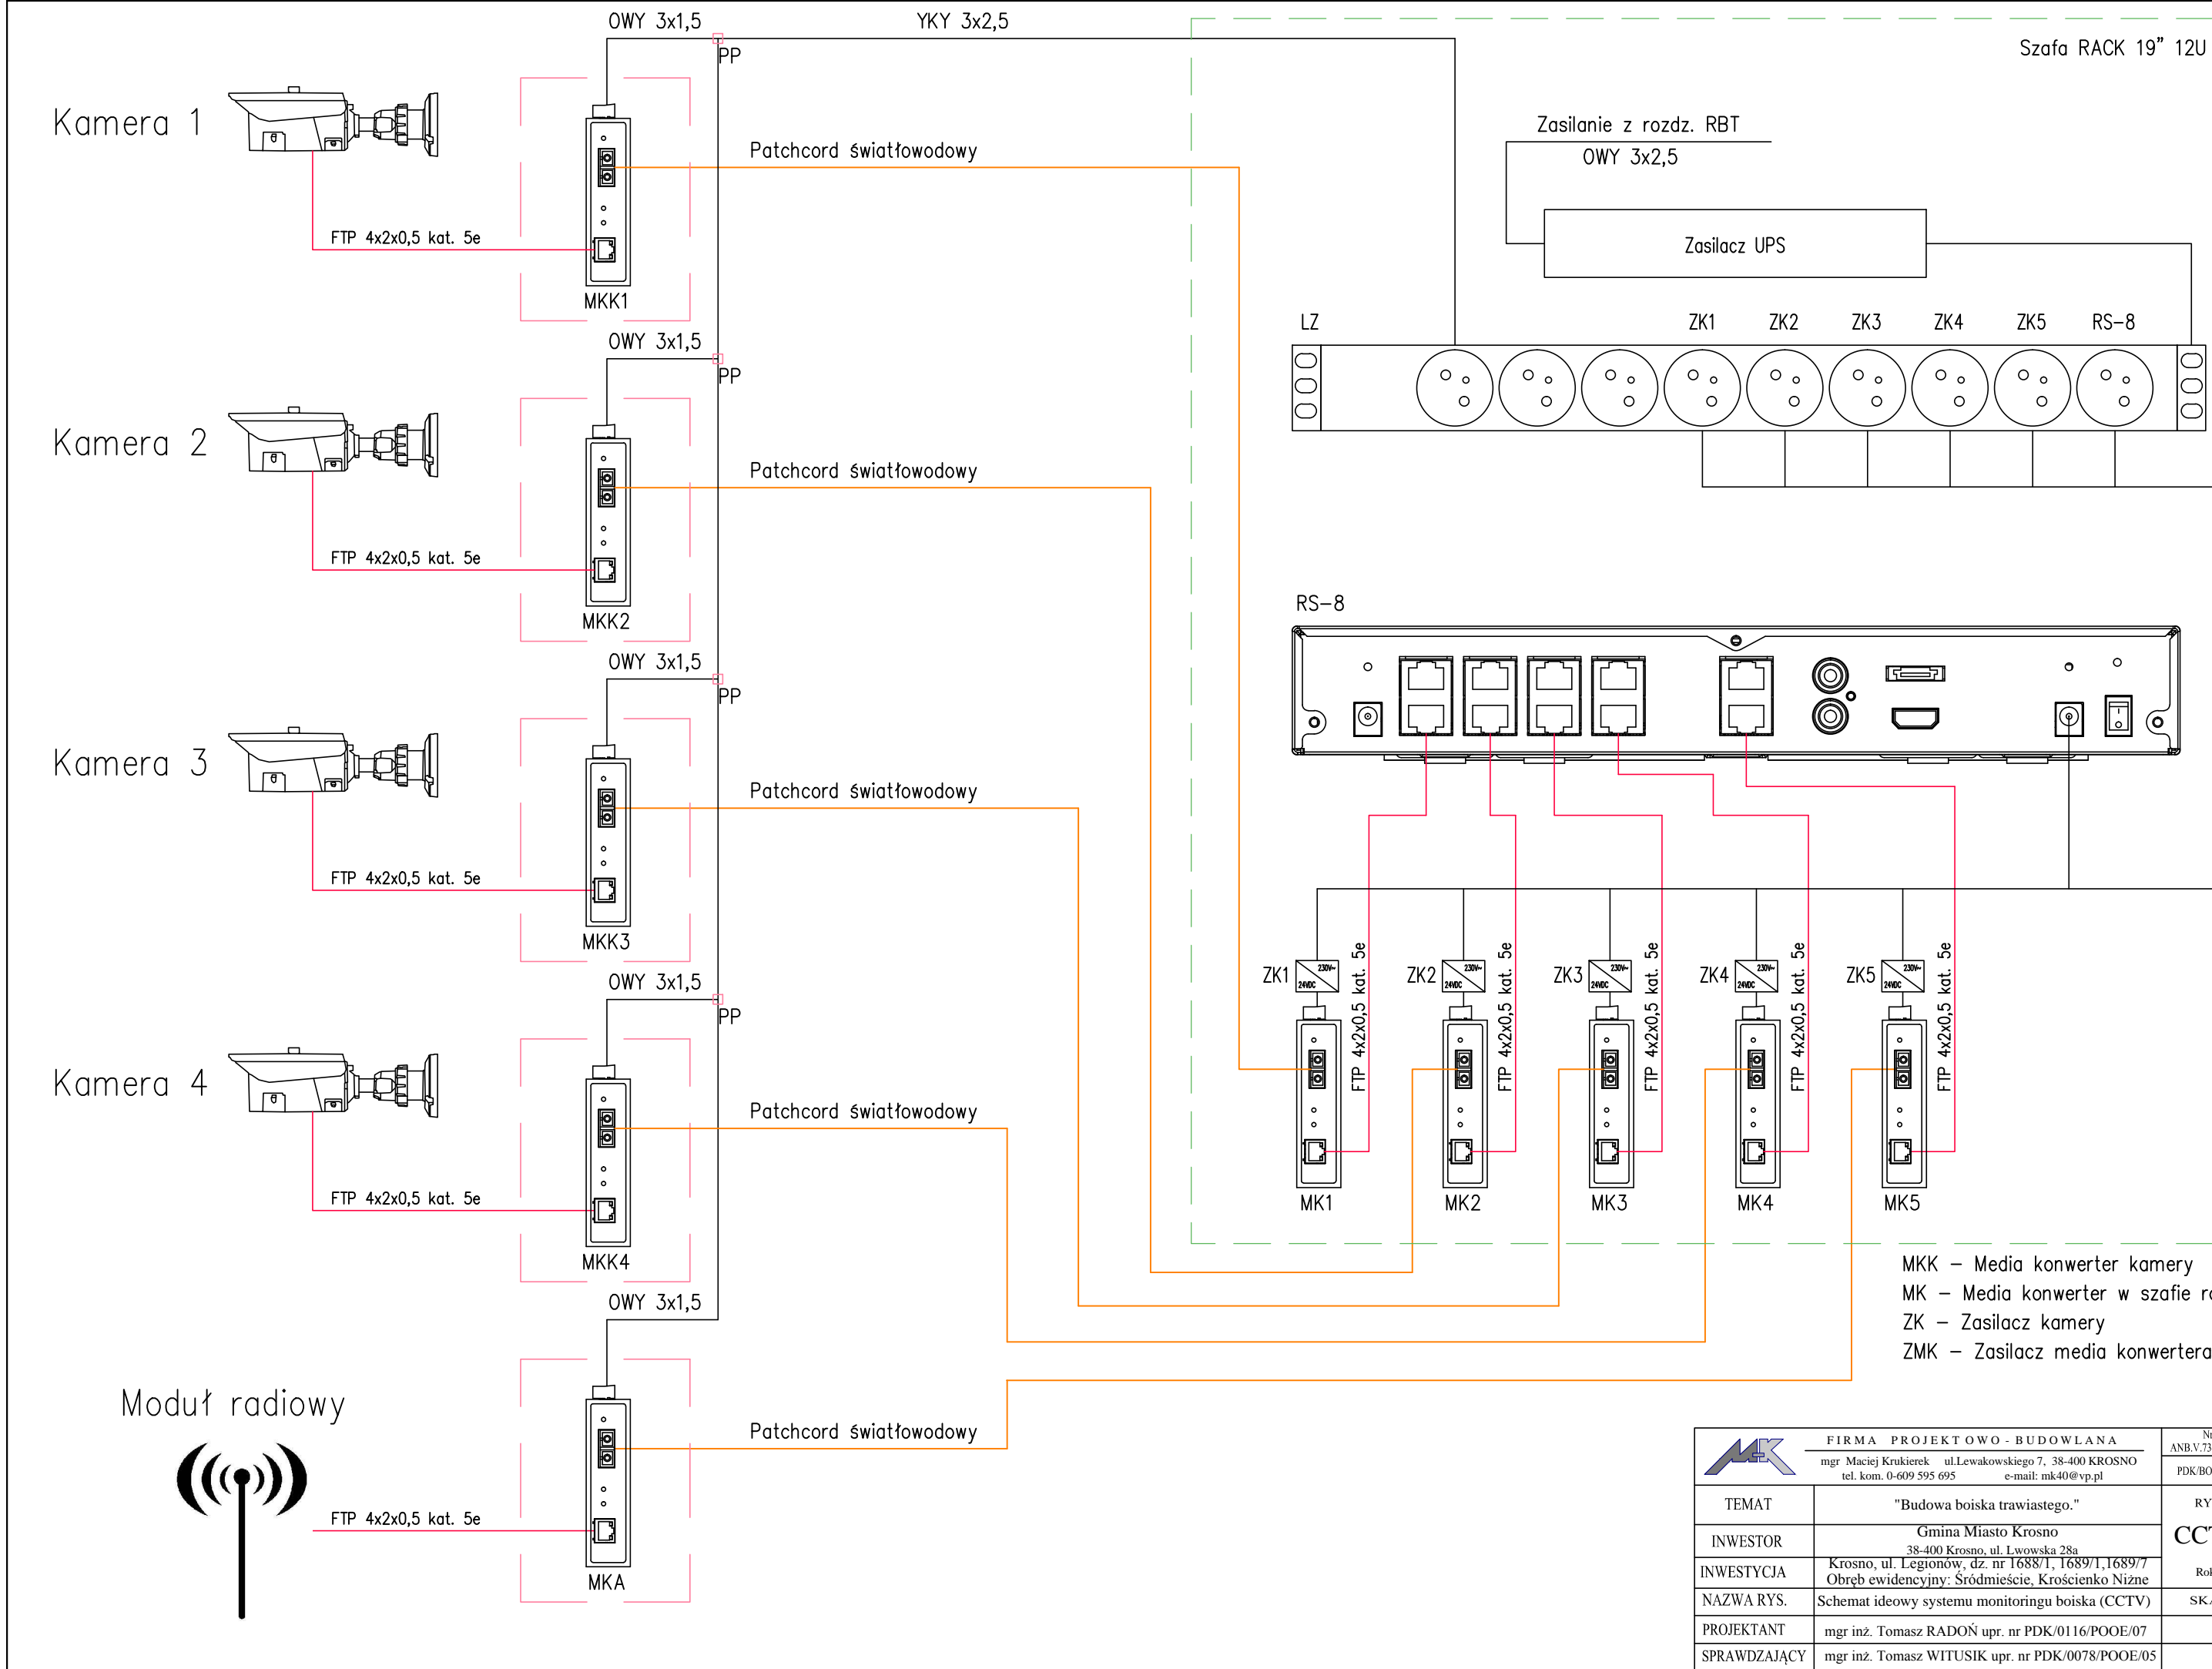 OWY 3x1,5
YKY 3x2,5
PP
Szafa RACK 19" 12U
Kamera 1
Patchcord światłowodowy
FTP 4x2x0,5 kat. 5e
MKK1
Zasilanie z rozdz. RBT
OWY 3x2,5
Zasilacz UPS
LZ
ZK1
ZK2
ZK3
ZK4
ZK5
RS-8
OWY 3x1,5
PP
Kamera 2
Patchcord światłowodowy
FTP 4x2x0,5 kat. 5e
MKK2
RS-8
OWY 3x1,5
PP
Kamera 3
Patchcord światłowodowy
FTP 4x2x0,5 kat. 5e
MKK3
OWY 3x1,5
PP
Kamera 4
Patchcord światłowodowy
FTP 4x2x0,5 kat. 5e
MKK4
ZK1
230V~
24VDC
FTP 4x2x0,5 kat. 5e
MK1
ZK2
230V~
24VDC
FTP 4x2x0,5 kat. 5e
MK2
ZK3
230V~
24VDC
FTP 4x2x0,5 kat. 5e
MK3
ZK4
230V~
24VDC
FTP 4x2x0,5 kat. 5e
MK4
ZK5
230V~
24VDC
FTP 4x2x0,5 kat. 5e
MK5
OWY 3x1,5
Moduł radiowy
Patchcord światłowodowy
FTP 4x2x0,5 kat. 5e
MKA
MKK – Media konwerter kamery
MK – Media konwerter w szafie
ZK – Zasilacz kamery
ZMK – Zasilacz media konwertera
M-K
FIRMA PROJEKTOWO - BUDOWLANA
mgr Maciej Krukierek ul.Lewakowskiego 7, 38-400 KROSNO
tel. kom. 0-609 595 695 e-mail: mk40@vp.pl
TEMAT
"Budowa boiska trawiastego."
INWESTOR
Gmina Miasto Krosno
38-400 Krosno, ul. Lwowska 28a
INWESTYCJA
Krosno, ul. Legionów, dz. nr 1688/1, 1689/1,1689/7
Obręb ewidencyjny: Śródmieście, Krościenko Niżne
NAZWA RYS.
Schemat ideowy systemu monitoringu boiska (CCTV)
PROJEKTANT
mgr inż. Tomasz RADOŃ upr. nr PDK/0116/POOE/07
SPRAWDZAJĄCY
mgr inż. Tomasz WITUSIK upr. nr PDK/0078/POOE/05